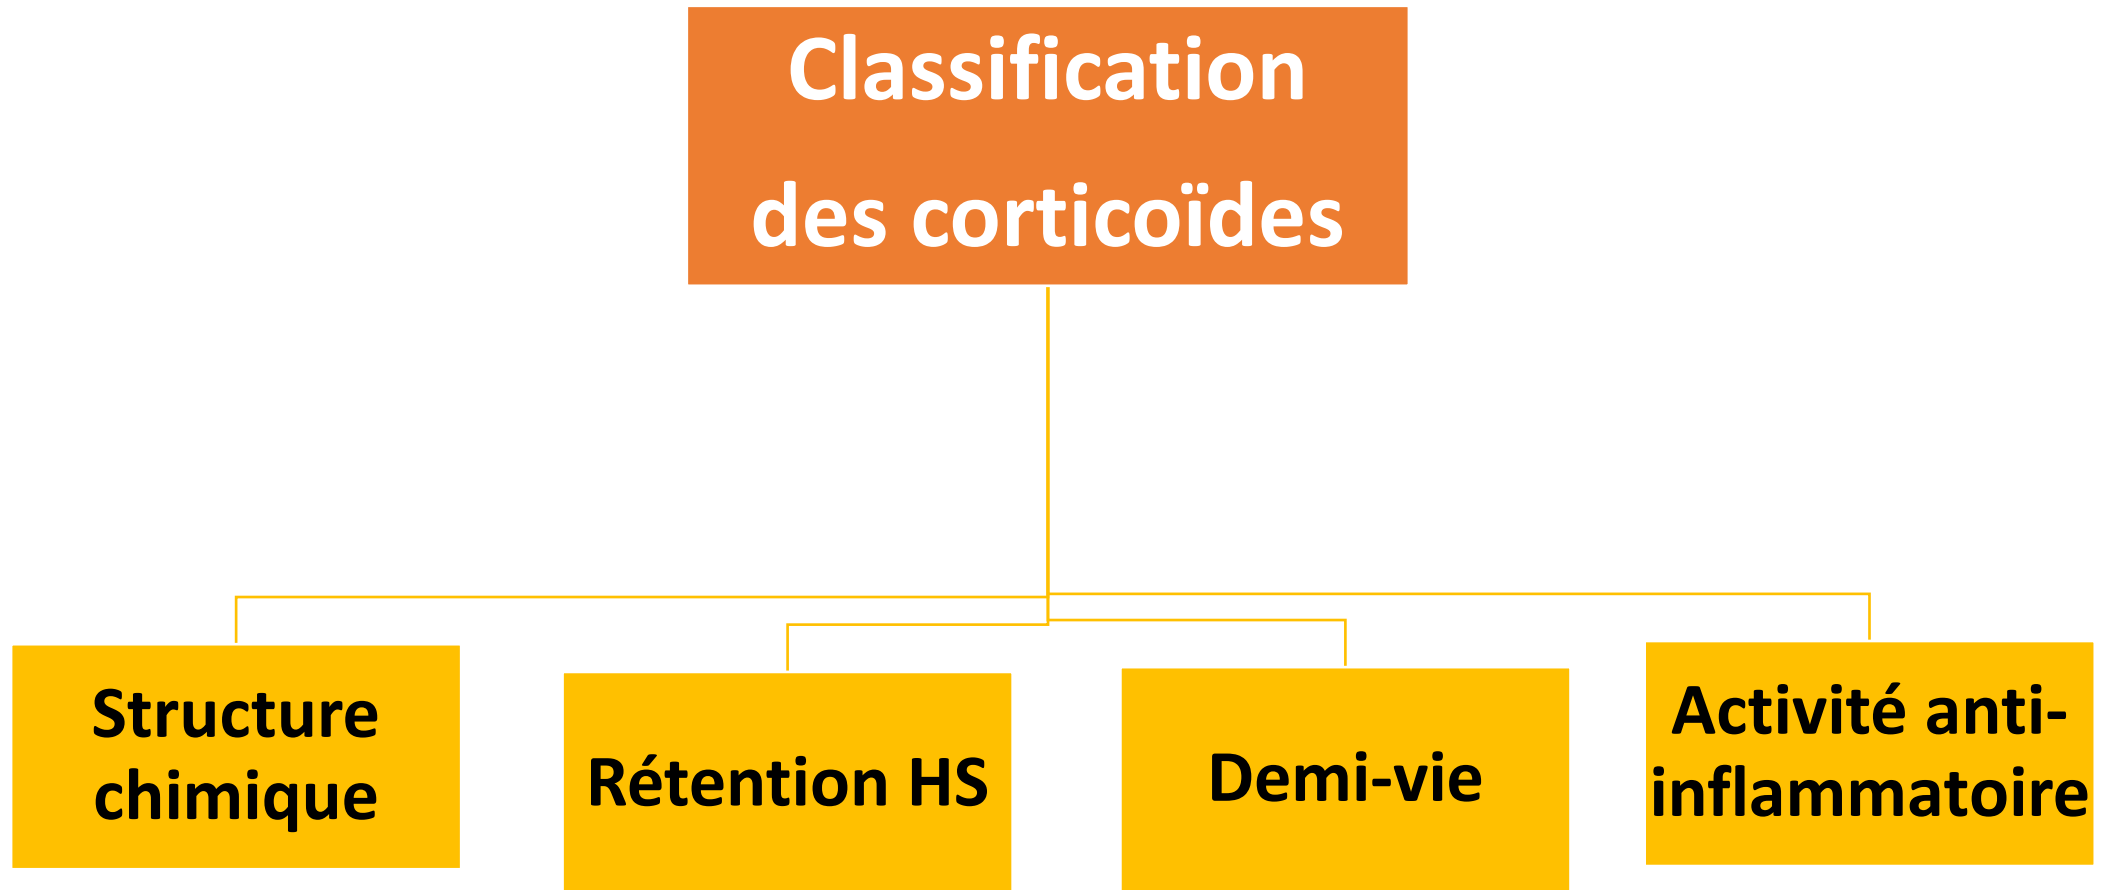 Classification
des corticoïdes
Structure
chimique
Rétention HS
Demi-vie
Activité anti-
inflammatoire